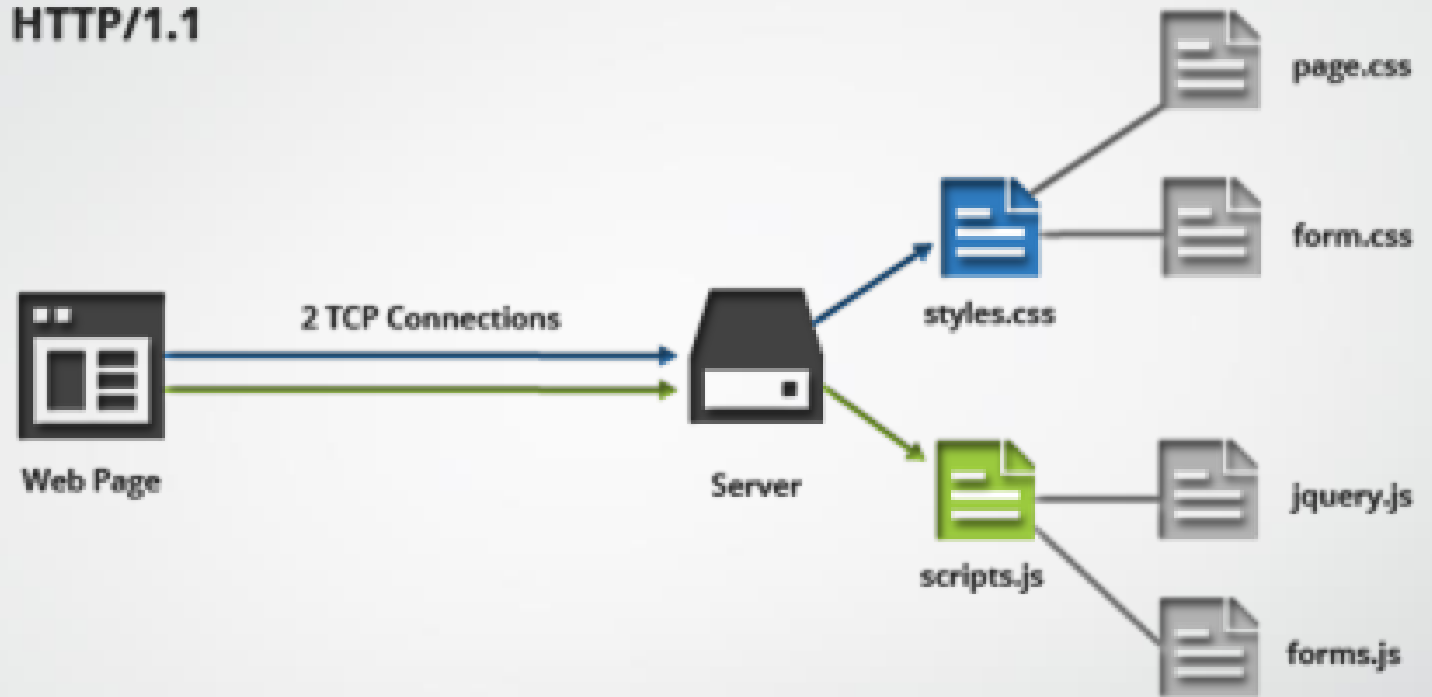 HTTP/1.1
page.css
form.css
styles.css
2 TCP Connections
Web Page
Server
jquery.js
scripts.js
forms.js